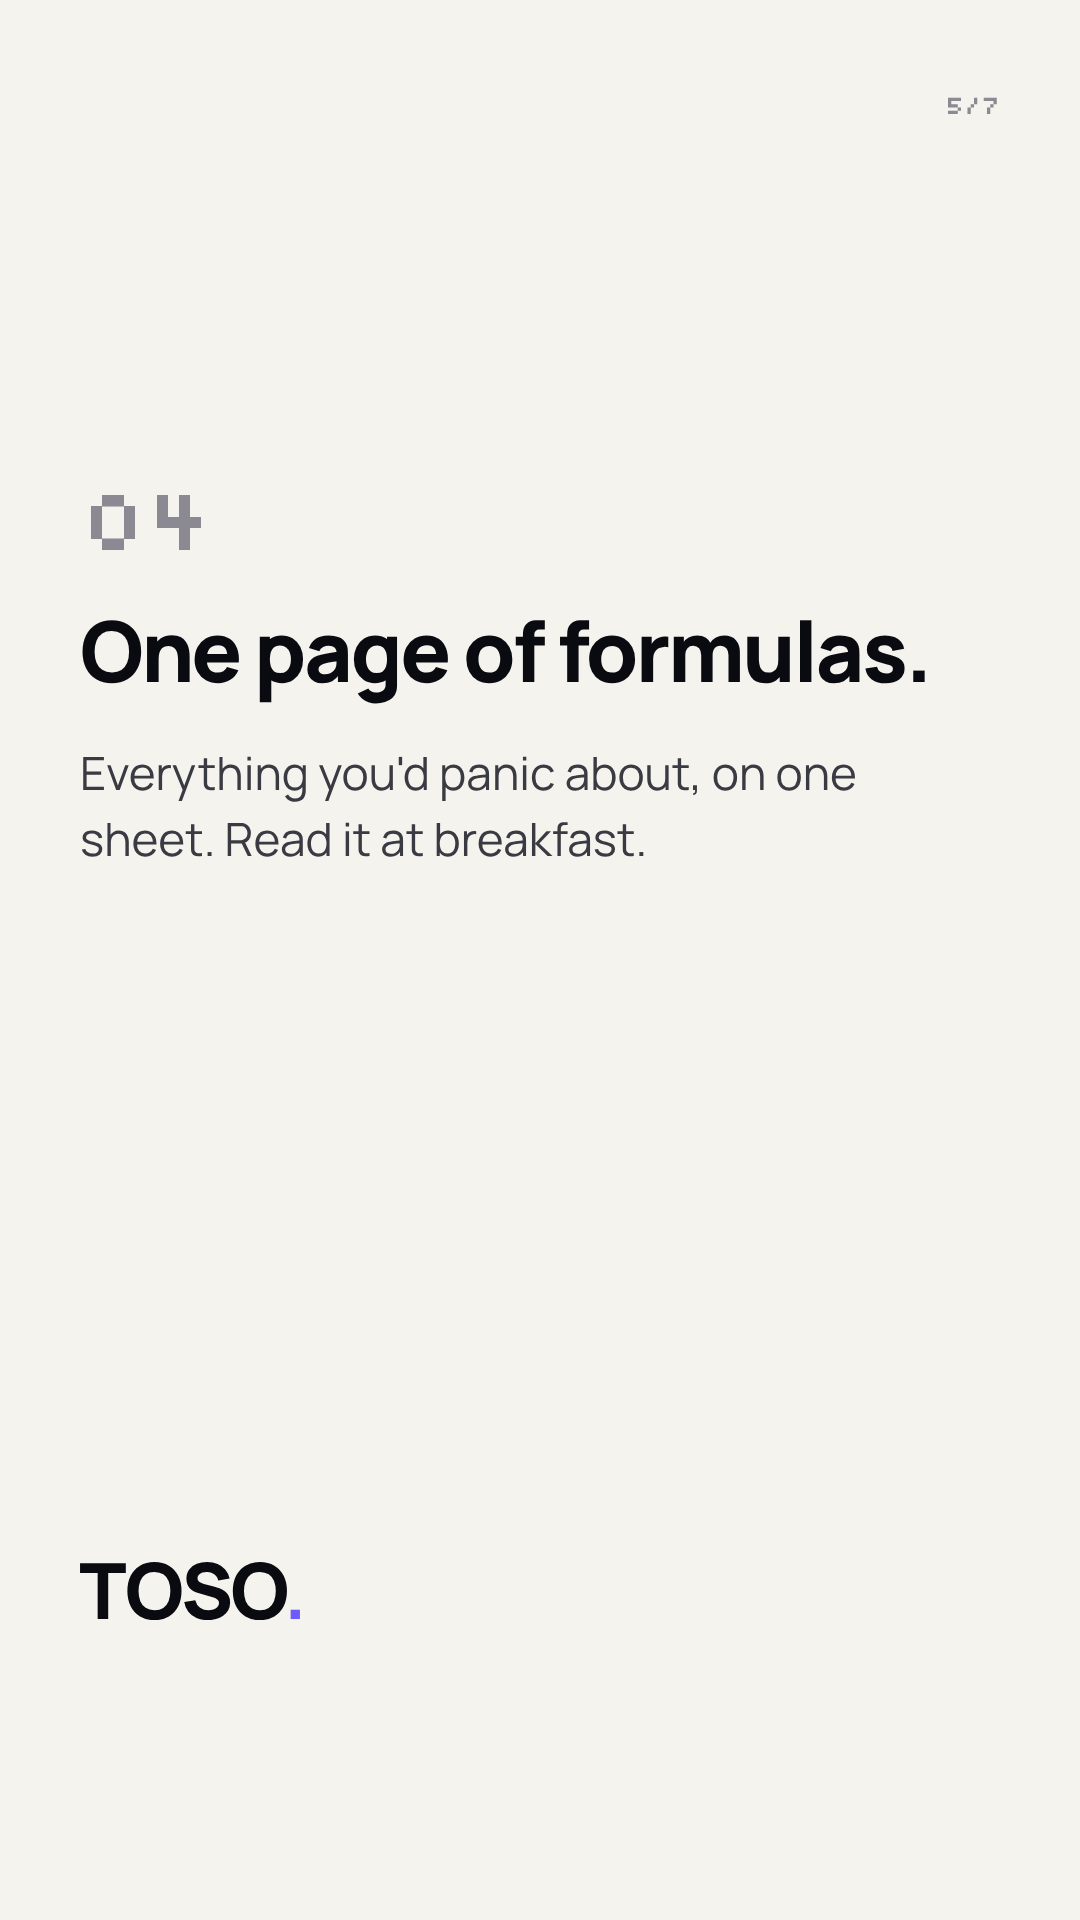 5/7
04
One page of formulas.
Everything you'd panic about, on one
sheet. Read it at breakfast.
TOSO.